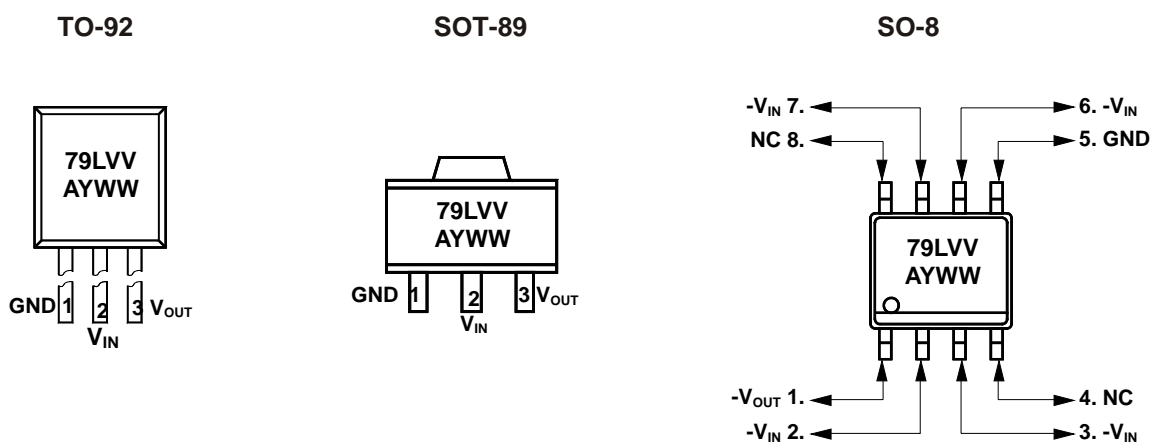 TO-92
SOT-89
SO-8
79LVV
AYWW
GND 1 2 3 VOUT
VIN
79LVV
AYWW
GND 1 2 3 VOUT
VIN
-VIN 7.
NC 8.
6. -VIN
5. GND
79LVV
AYWW
-VOUT 1.
-VIN 2.
4. NC
3. -VIN